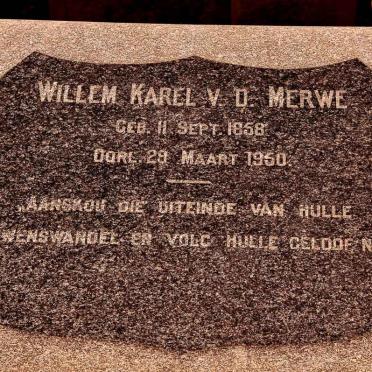 WILLEM KAREL V. D. MERWE
GEB. 11 SEPT. 1858
OORL. 29 MAART 1950.
„AANSKOU DIE UITEINDE VAN HULLE
WENSWANDEL EN VOLG HULLE GELOOF N